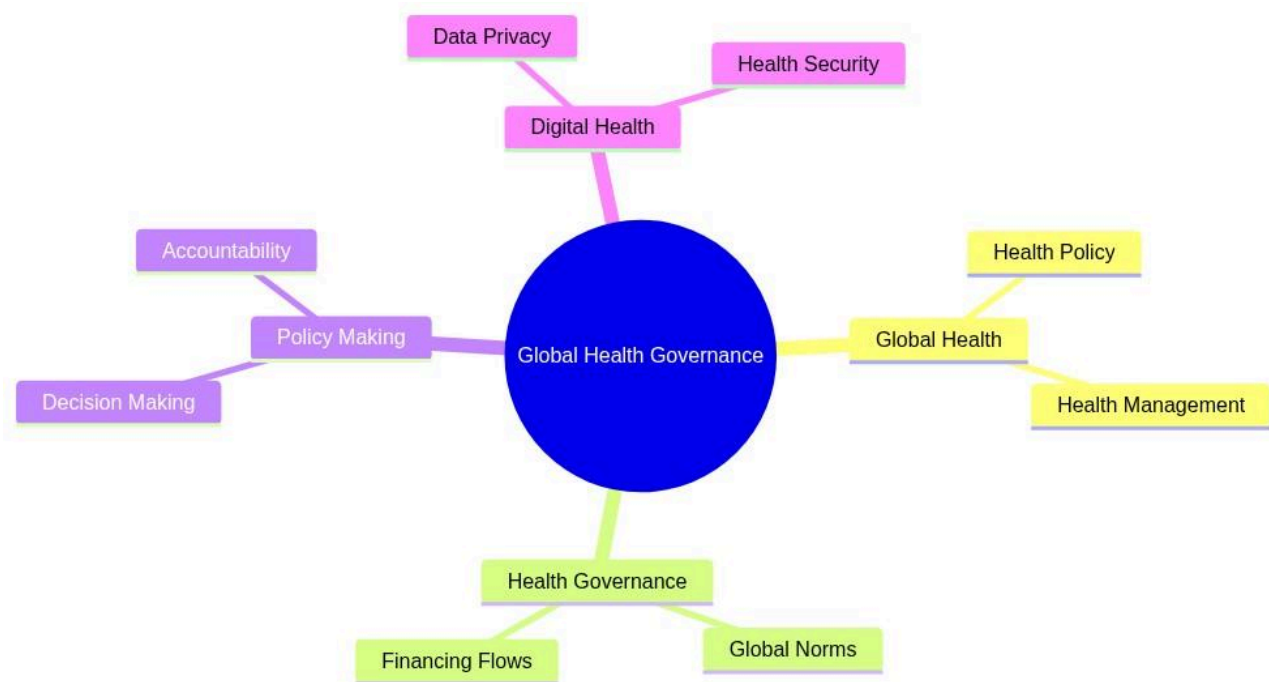 Data Privacy
Health Security
Digital Health
Accountability
Health Policy
Policy Making
Global Health Governance
Global Health
Decision Making
Health Management
Health Governance
Financing Flows
Global Norms